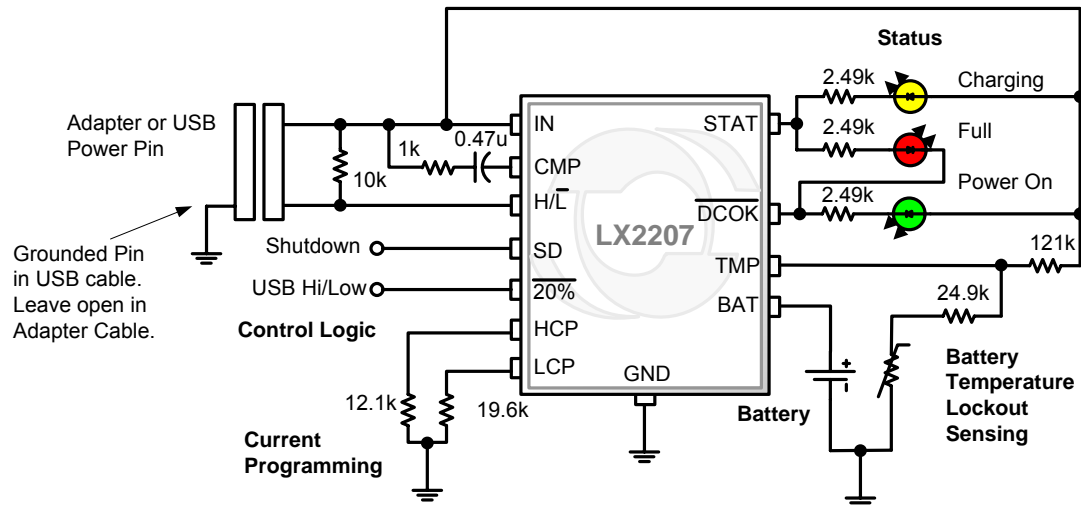 Status
Charging
2.49k
Full
2.49k
Power On
2.49k
Adapter or USB
Power Pin
10k
1k
0.47u
Grounded Pin
in USB cable.
Leave open in
Adapter Cable.
Shutdown
USB Hi/Low
Control Logic
IN
CMP
H/L̅
SD
2̅0̅%̅
HCP
LCP
LX2207
GND
STAT
D̅C̅O̅K̅
TMP
BAT
121k
24.9k
12.1k
19.6k
Current
Programming
+
-
Battery
Battery
Temperature
Lockout
Sensing